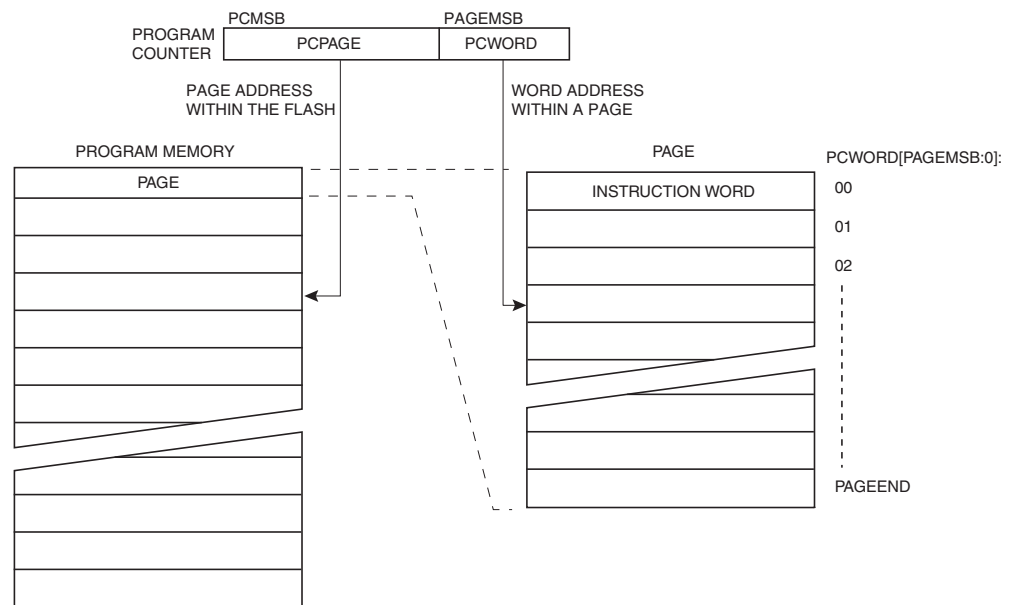 PCMSB PAGEMSB
PROGRAM
COUNTER
PCPAGE PCWORD
PAGE ADDRESS
WITHIN THE FLASH
WORD ADDRESS
WITHIN A PAGE
PROGRAM MEMORY
PAGE
PAGE
PCWORD[PAGEMSB:0]:
INSTRUCTION WORD
00
01
02
PAGEEND